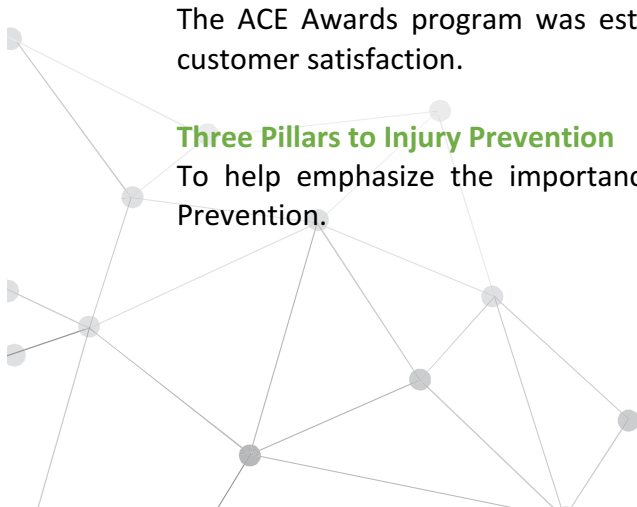 The ACE Awards program was est
customer satisfaction.
Three Pillars to Injury Prevention
To help emphasize the importanc
Prevention.